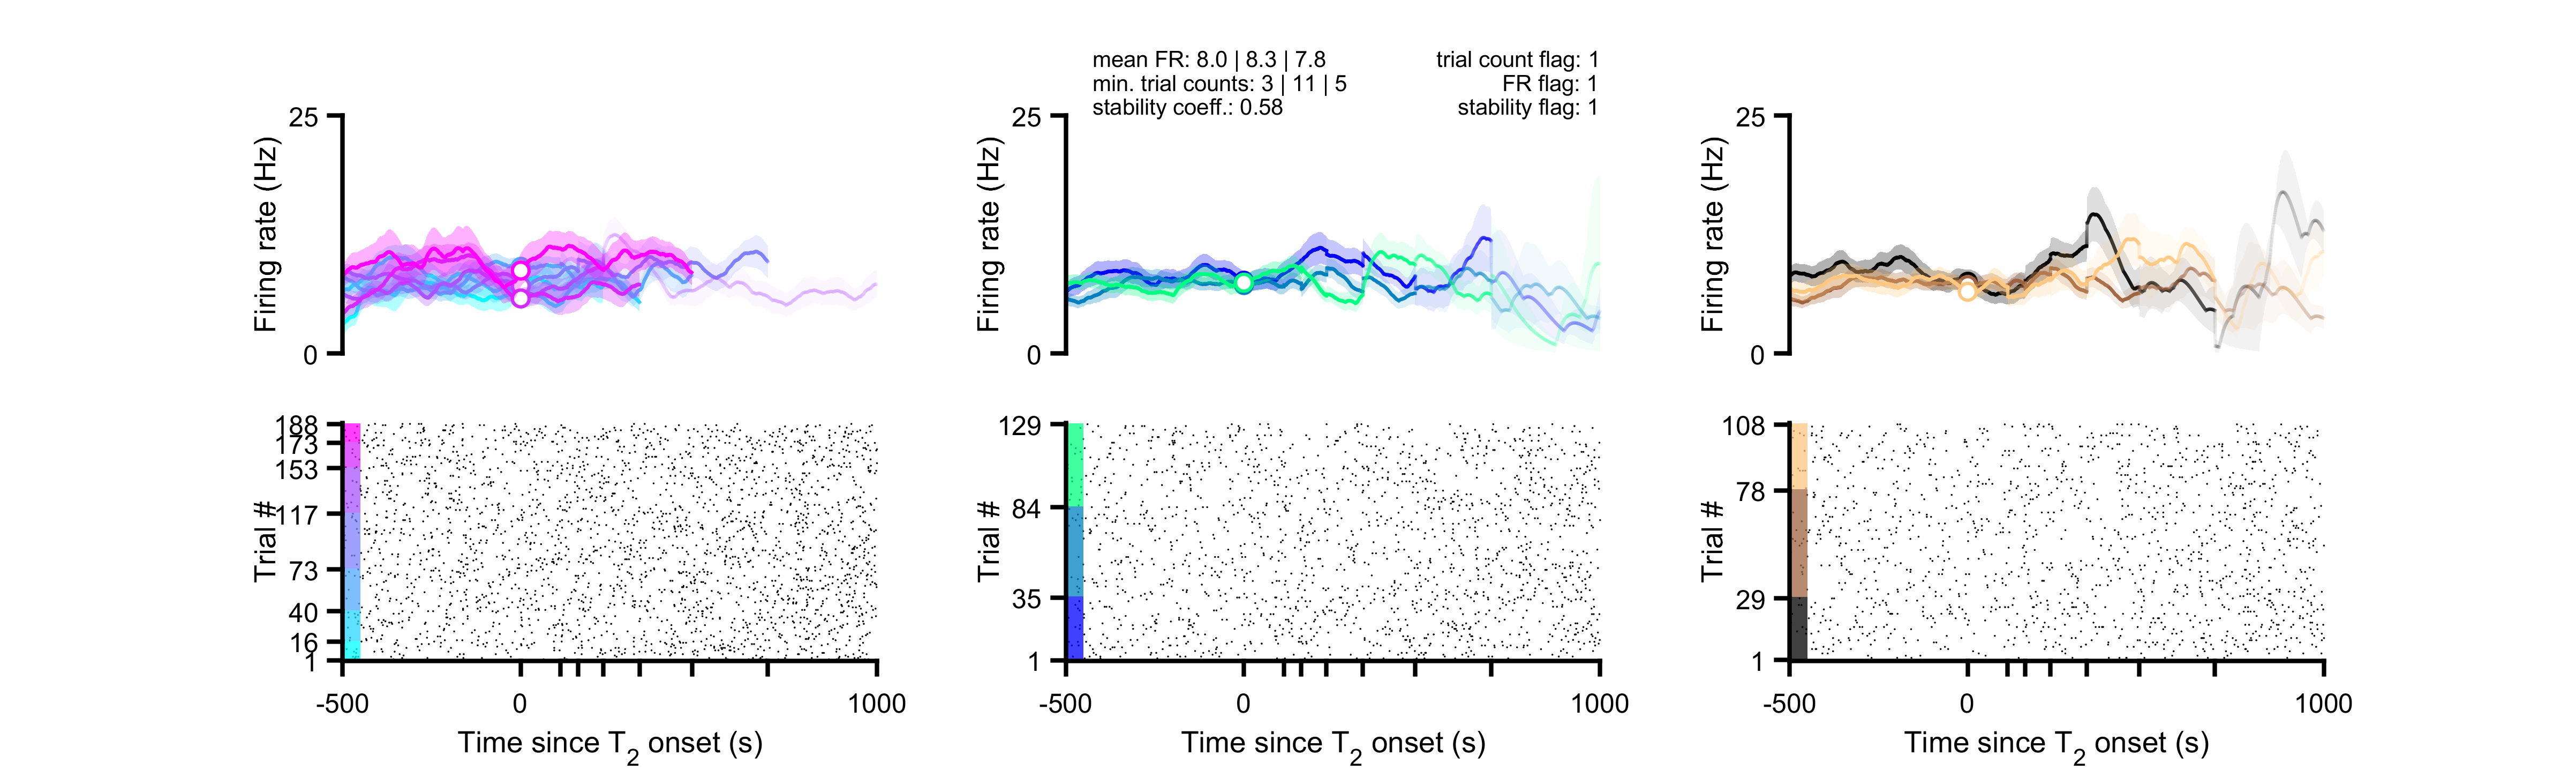 mean FR: 8.0 | 8.3 | 7.8
trial count flag: 1
min. trial counts: 3 | 11 | 5
FR flag: 1
stability coeff.: 0.58
stability flag: 1
25
Firing rate (Hz)
0
25
Firing rate (Hz)
0
25
Firing rate (Hz)
0
188
173
153
117
73
40
16
1
Trial #
-500
0
1000
Time since T2 onset (s)
129
84
35
1
Trial #
-500
0
1000
Time since T2 onset (s)
108
78
29
1
Trial #
-500
0
1000
Time since T2 onset (s)